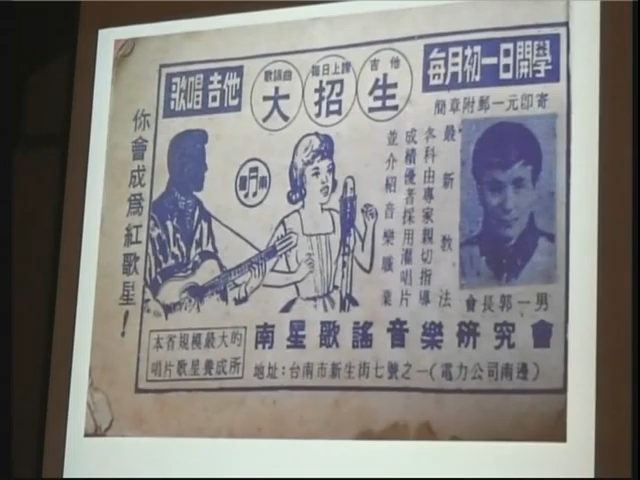 歌唱 吉他
歌謠曲 每日上課 吉他
大招生
每月初一日開學
簡章附郵一元即寄
你會成為紅歌星！
最新教法
各科由專家親切指導
成績優者採用灌唱片
並介紹音樂職業
會長郭一男
本省規模最大的
唱片歌星養成所
南星歌謠音樂研究會
地址：台南市新生街七號之一（電力公司南邊）